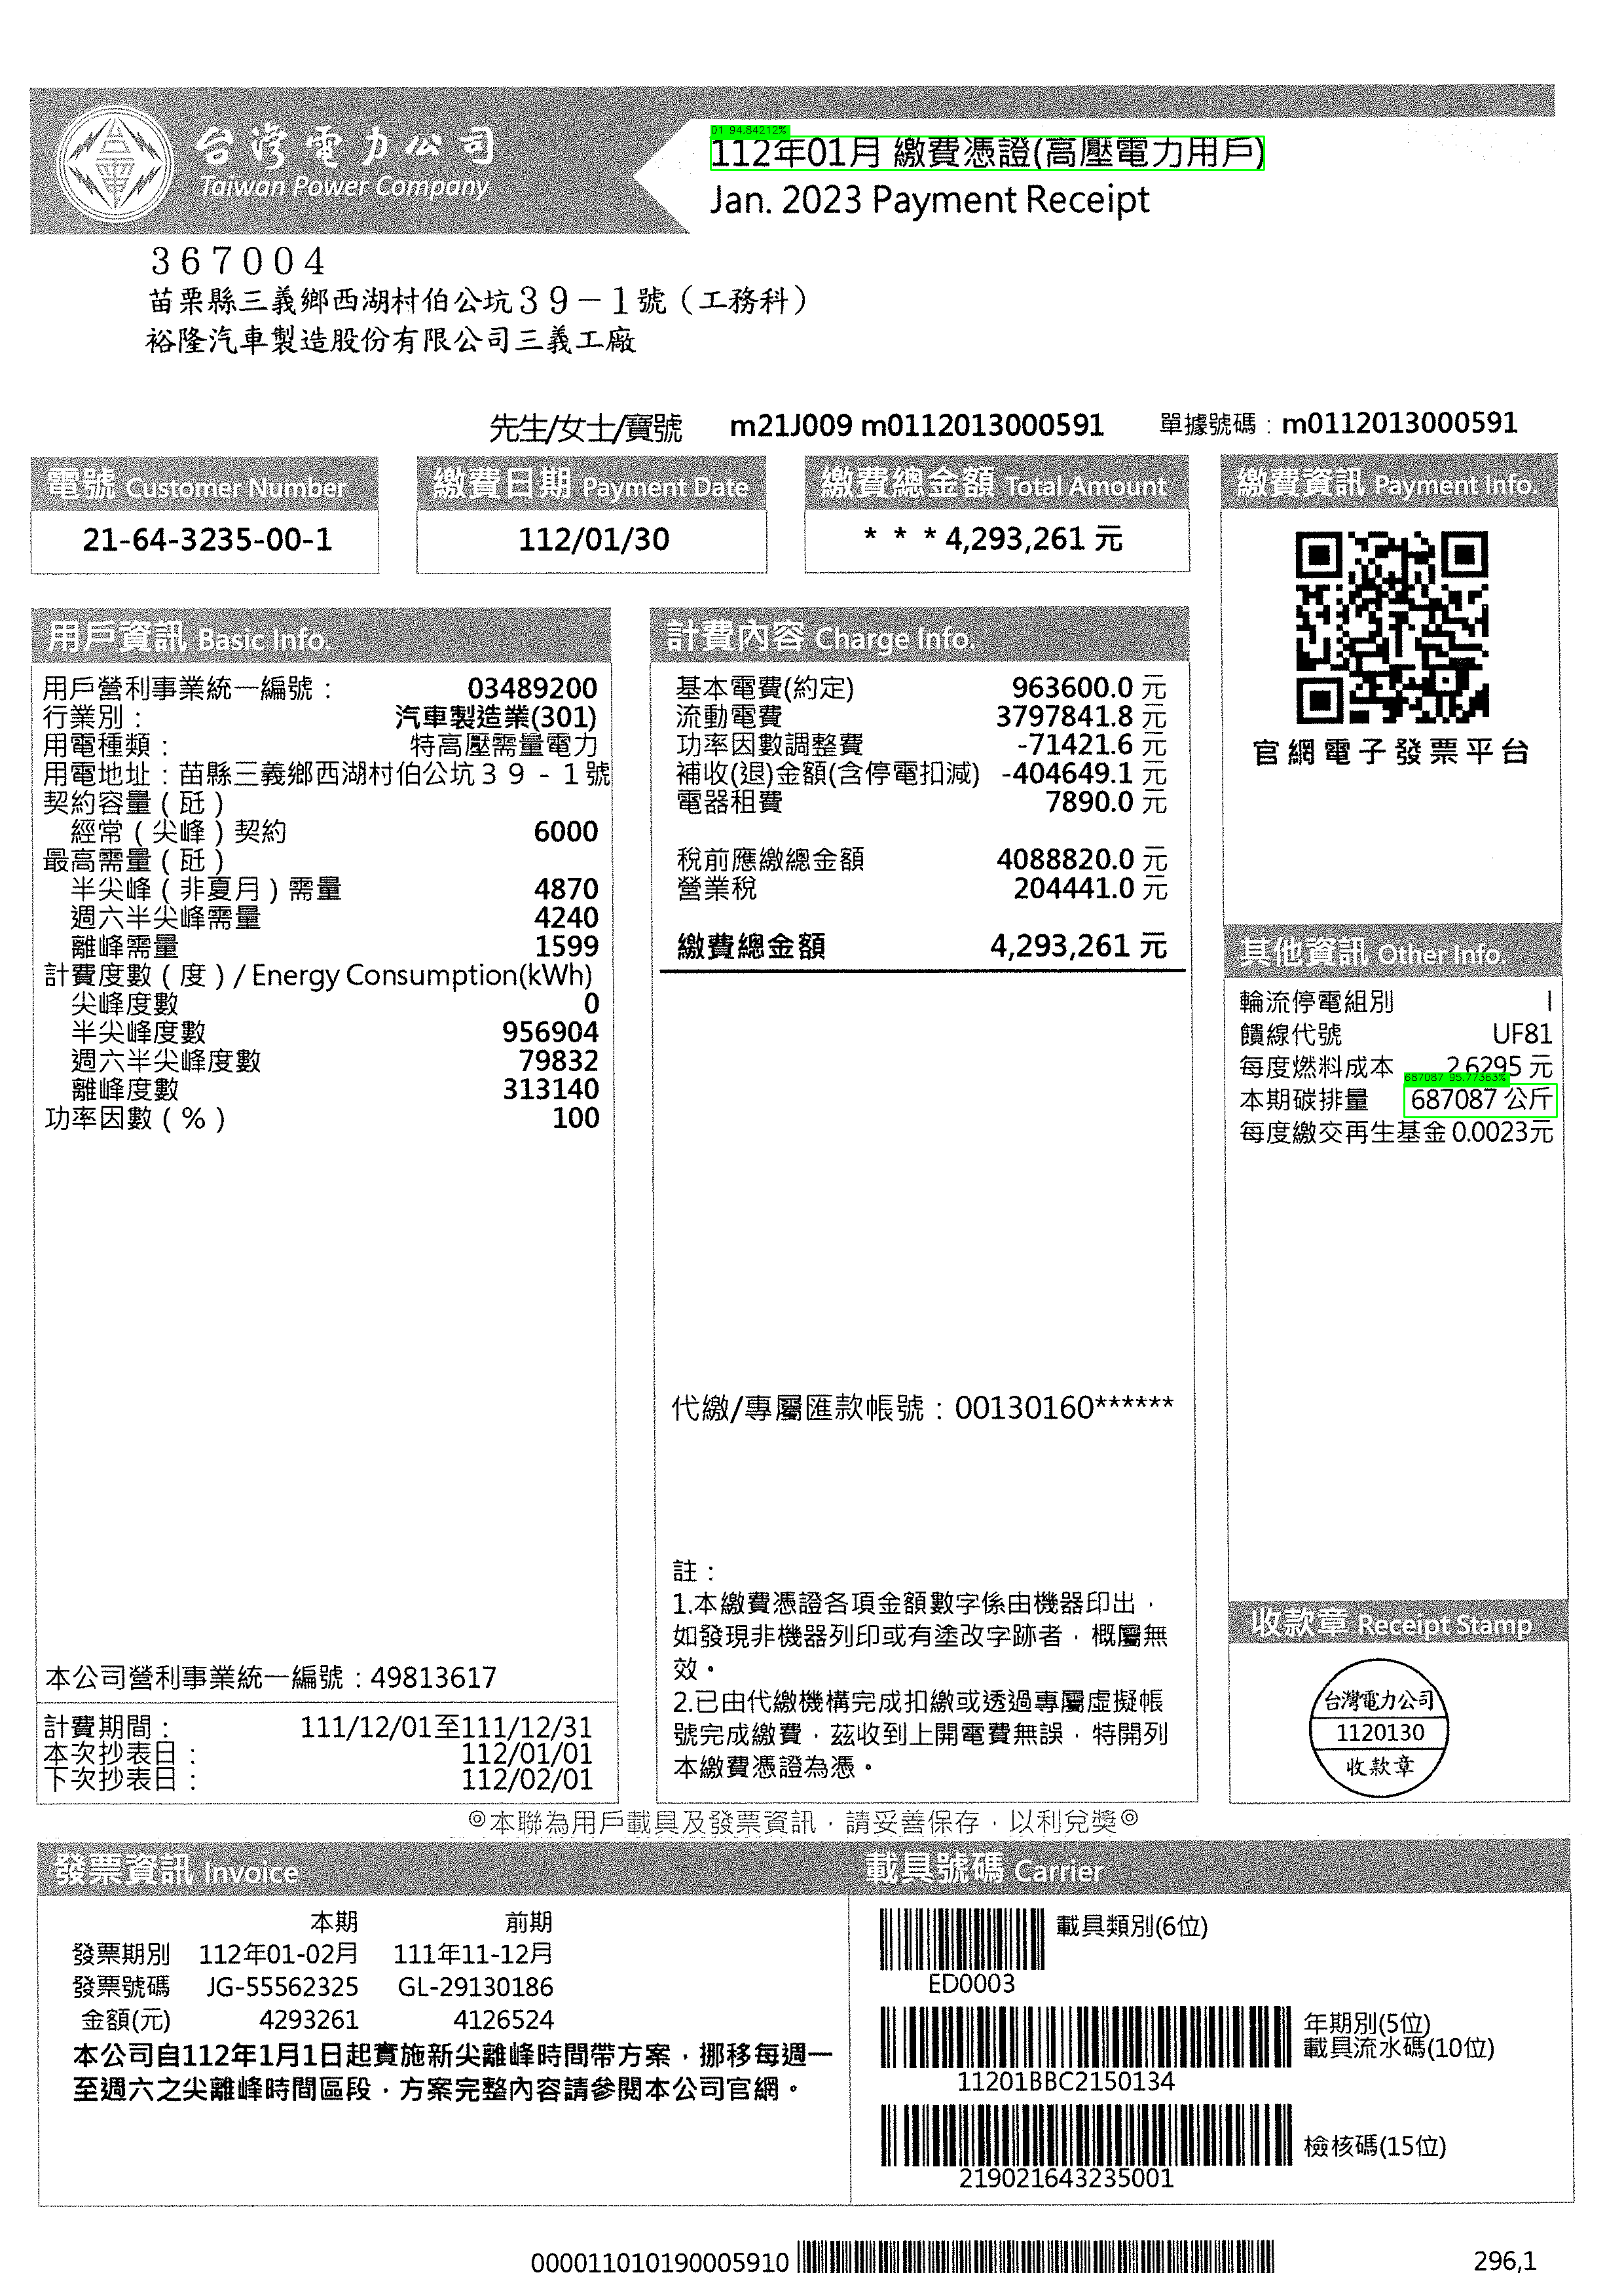 台灣電力公司
Taiwan Power Company
01 94.84212%
112年01月 繳費憑證(高壓電力用戶)
Jan. 2023 Payment Receipt
367004
苗栗縣三義鄉西湖村伯公坑39－1號（工務科）
裕隆汽車製造股份有限公司三義工廠
先生/女士/寶號 m21J009 m0112013000591 單據號碼：m0112013000591
電號 Customer Number
21-64-3235-00-1
繳費日期 Payment Date
112/01/30
繳費總金額 Total Amount
* * * 4,293,261 元
繳費資訊 Payment Info.
官網電子發票平台
用戶資訊 Basic Info.
用戶營利事業統一編號： 03489200
行業別： 汽車製造業(301)
用電種類： 特高壓需量電力
用電地址：苗縣三義鄉西湖村伯公坑３９－１號
契約容量（瓩）
經常（尖峰）契約 6000
最高需量（瓩）
半尖峰（非夏月）需量 4870
週六半尖峰需量 4240
離峰需量 1599
計費度數（度）/ Energy Consumption(kWh)
尖峰度數 0
半尖峰度數 956904
週六半尖峰度數 79832
離峰度數 313140
功率因數（%） 100
本公司營利事業統一編號：49813617
計費期間： 111/12/01至111/12/31
本次抄表日： 112/01/01
下次抄表日： 112/02/01
計費內容 Charge Info.
基本電費(約定) 963600.0 元
流動電費 3797841.8 元
功率因數調整費 -71421.6 元
補收(退)金額(含停電扣減) -404649.1 元
電器租費 7890.0 元
稅前應繳總金額 4088820.0 元
營業稅 204441.0 元
繳費總金額 4,293,261 元
代繳/專屬匯款帳號：00130160******
註：
1.本繳費憑證各項金額數字係由機器印出，
如發現非機器列印或有塗改字跡者，概屬無
效。
2.已由代繳機構完成扣繳或透過專屬虛擬帳
號完成繳費，茲收到上開電費無誤，特開列
本繳費憑證為憑。
其他資訊 Other Info.
輪流停電組別 I
饋線代號 UF81
每度燃料成本 2.6295 元
687087 95.77363%
本期碳排量 687087 公斤
每度繳交再生基金0.0023元
收款章 Receipt Stamp
台灣電力公司
1120130
收款章
◎本聯為用戶載具及發票資訊，請妥善保存，以利兌獎◎
發票資訊 Invoice
本期 前期
發票期別 112年01-02月 111年11-12月
發票號碼 JG-55562325 GL-29130186
金額(元) 4293261 4126524
本公司自112年1月1日起實施新尖離峰時間帶方案，挪移每週一
至週六之尖離峰時間區段，方案完整內容請參閱本公司官網。
載具號碼 Carrier
載具類別(6位)
ED0003
年期別(5位)
載具流水碼(10位)
11201BBC2150134
檢核碼(15位)
219021643235001
000011010190005910
296,1